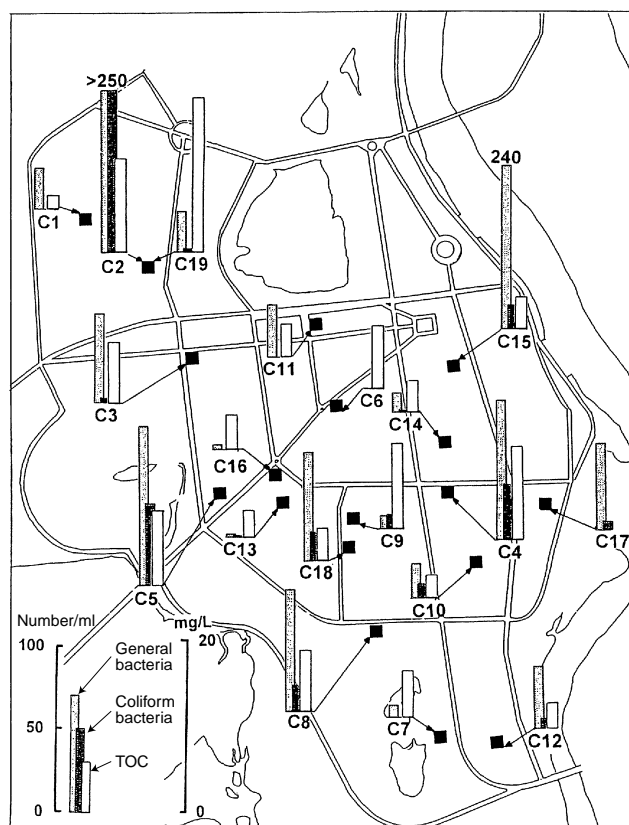 >250
240
C1
C2
C19
C15
C11
C3
C6
C14
C16
C13
C9
C4
C17
C18
C5
C10
C8
C7
C12
Number/ml
mg/L
100
20
General
bacteria
Coliform
bacteria
50
TOC
0
0